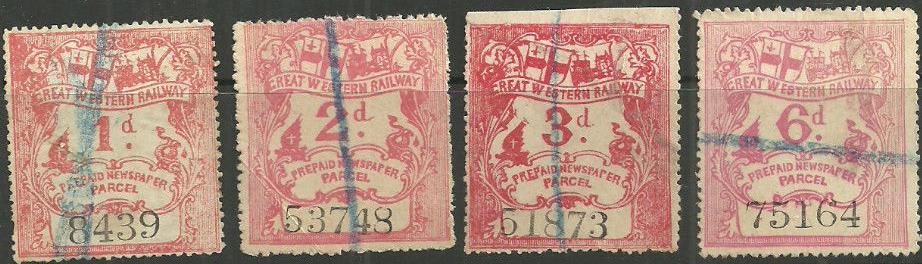 GREAT WESTERN RAILWAY
1d.
PREPAID NEWSPAPER
PARCEL
8439
GREAT WESTERN RAILWAY
2d.
PREPAID NEWSPAPER
PARCEL
53748
GREAT WESTERN RAILWAY
3d.
PREPAID NEWSPAPER
PARCEL
51873
GREAT WESTERN RAILWAY
6d.
PREPAID NEWSPAPER
PARCEL
75164